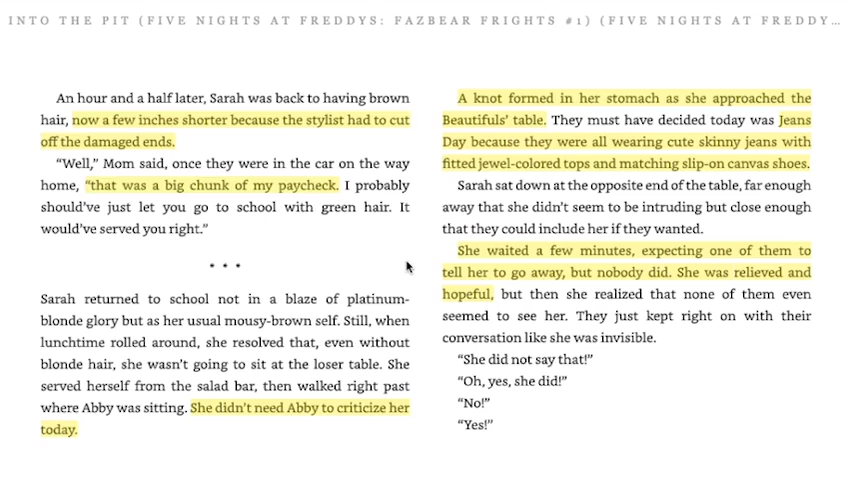 INTO THE PIT (FIVE NIGHTS AT FREDDYS: FAZBEAR FRIGHTS #1) (FIVE NIGHTS AT FREDDY...
An hour and a half later, Sarah was back to having brown
hair, now a few inches shorter because the stylist had to cut
off the damaged ends.
“Well,” Mom said, once they were in the car on the way
home, “that was a big chunk of my paycheck. I probably
should’ve just let you go to school with green hair. It
would’ve served you right.”
* * *
Sarah returned to school not in a blaze of platinum-
blonde glory but as her usual mousy-brown self. Still, when
lunchtime rolled around, she resolved that, even without
blonde hair, she wasn’t going to sit at the loser table. She
served herself from the salad bar, then walked right past
where Abby was sitting. She didn’t need Abby to criticize her
today.
A knot formed in her stomach as she approached the
Beautifuls’ table. They must have decided today was Jeans
Day because they were all wearing cute skinny jeans with
fitted jewel-colored tops and matching slip-on canvas shoes.
Sarah sat down at the opposite end of the table, far enough
away that she didn’t seem to be intruding but close enough
that they could include her if they wanted.
She waited a few minutes, expecting one of them to
tell her to go away, but nobody did. She was relieved and
hopeful, but then she realized that none of them even
seemed to see her. They just kept right on with their
conversation like she was invisible.
“She did not say that!”
“Oh, yes, she did!”
“No!”
“Yes!”